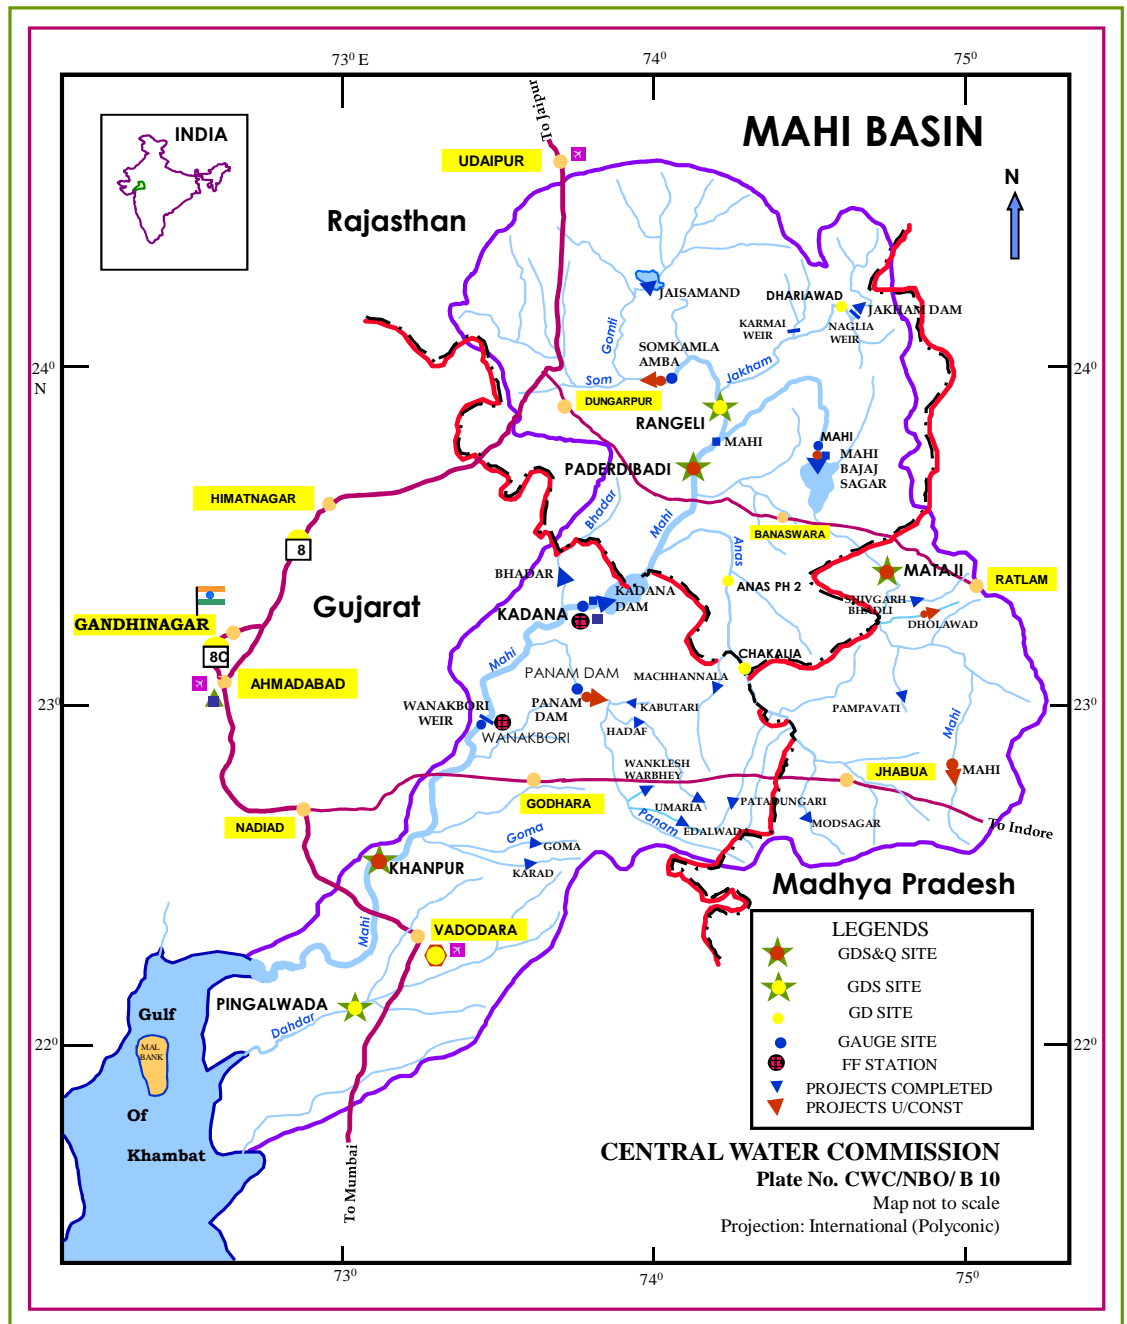 73⁰ E
74⁰
75⁰
To Jaipur
INDIA
MAHI BASIN
UDAIPUR
N
Rajasthan
JAISAMAND
DHARIAWAD
JAKHAM DAM
KARMAI
WEIR
NAGLIA
WEIR
Gomti
SOMKAMLA
AMBA
Jakham
24⁰
N
24⁰
Som
DUNGARPUR
RANGELI
MAHI
MAHI
MAHI
BAJAJ
SAGAR
PADERDIBADI
HIMATNAGAR
Bhadar
Mahi
BANASWARA
8
Anas
BHADAR
MATAJI
RATLAM
ANAS PH 2
KADANA
DAM
SHIVGARH
BHADLI
Gujarat
KADANA
DHOLAWAD
GANDHINAGAR
8C
Mahi
CHAKALIA
PANAM DAM
MACHHANNALA
AHMADABAD
23⁰
23⁰
WANAKBORI
WEIR
PANAM
DAM
KABUTARI
PAMPAVATI
Mahi
HADAF
WANAKBORI
WANKLESH
WARBHEY
JHABUA
MAHI
GODHARA
UMARIA
PATADUNGARI
NADIAD
Panam
EDALWADA
MODSAGAR
To Indore
Goma
GOMA
KARAD
KHANPUR
Madhya Pradesh
Mahi
VADODARA
LEGENDS
GDS&Q SITE
GDS SITE
GD SITE
GAUGE SITE
FF STATION
PROJECTS COMPLETED
PROJECTS U/CONST
PINGALWADA
Dahdar
Gulf
MAL
BANK
22⁰
22⁰
Of
Khambat
To Mumbai
CENTRAL WATER COMMISSION
Plate No. CWC/NBO/ B 10
Map not to scale
Projection: International (Polyconic)
73⁰
74⁰
75⁰